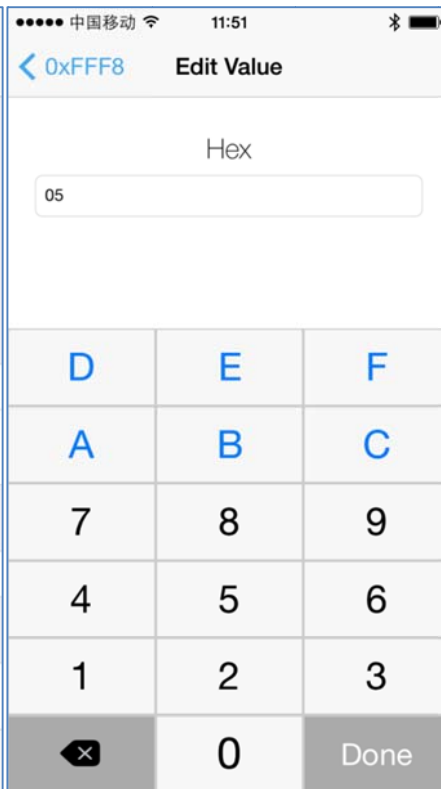 中国移动 11:51
0xFFF8 Edit Value
Hex
05
D E F
A B C
7 8 9
4 5 6
1 2 3
0 Done